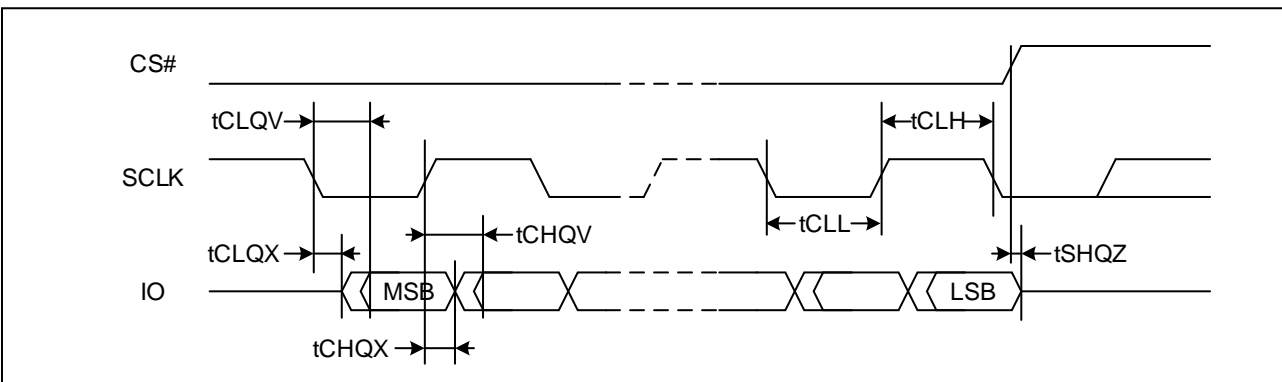 CS#
tCLQV
tCLH
SCLK
tCLL
tCHQV
tCLQX
tSHQZ
IO
MSB
LSB
tCHQX